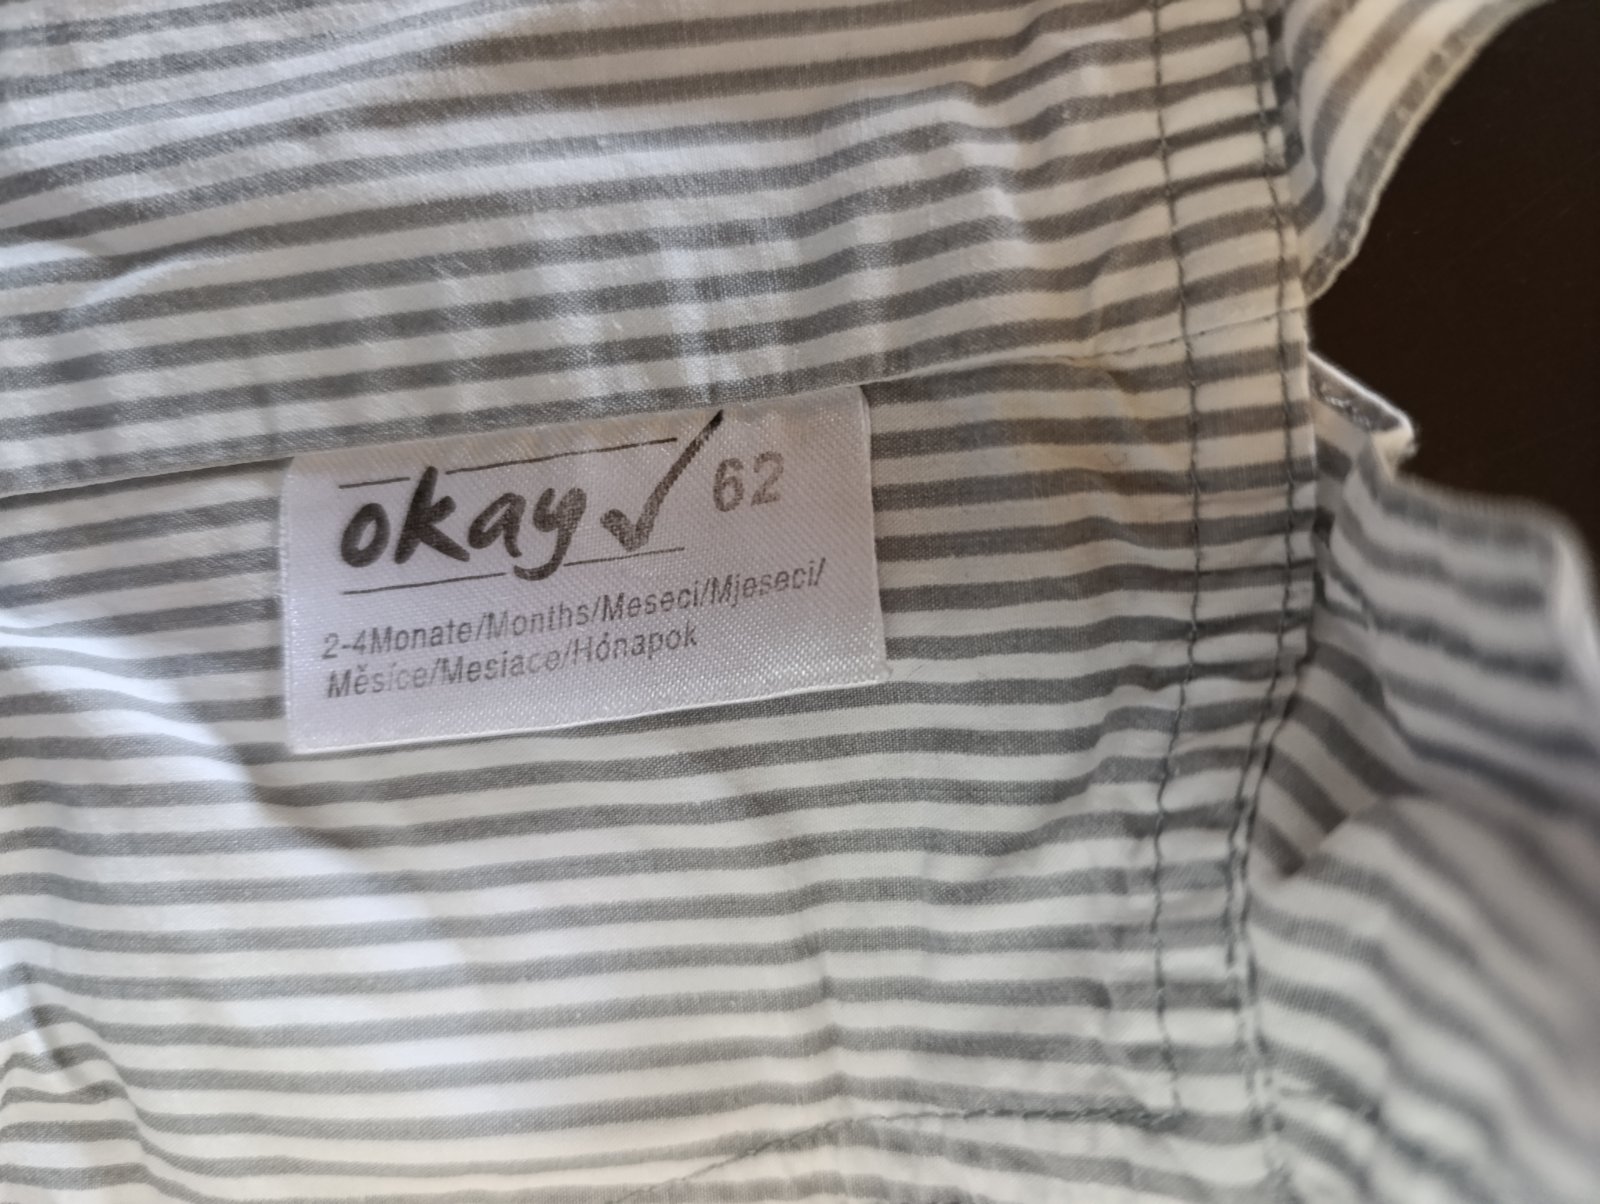 okay✓ 62
2-4Monate/Months/Meseci/Mjeseci/
Měsíce/Mesiace/Hónapok